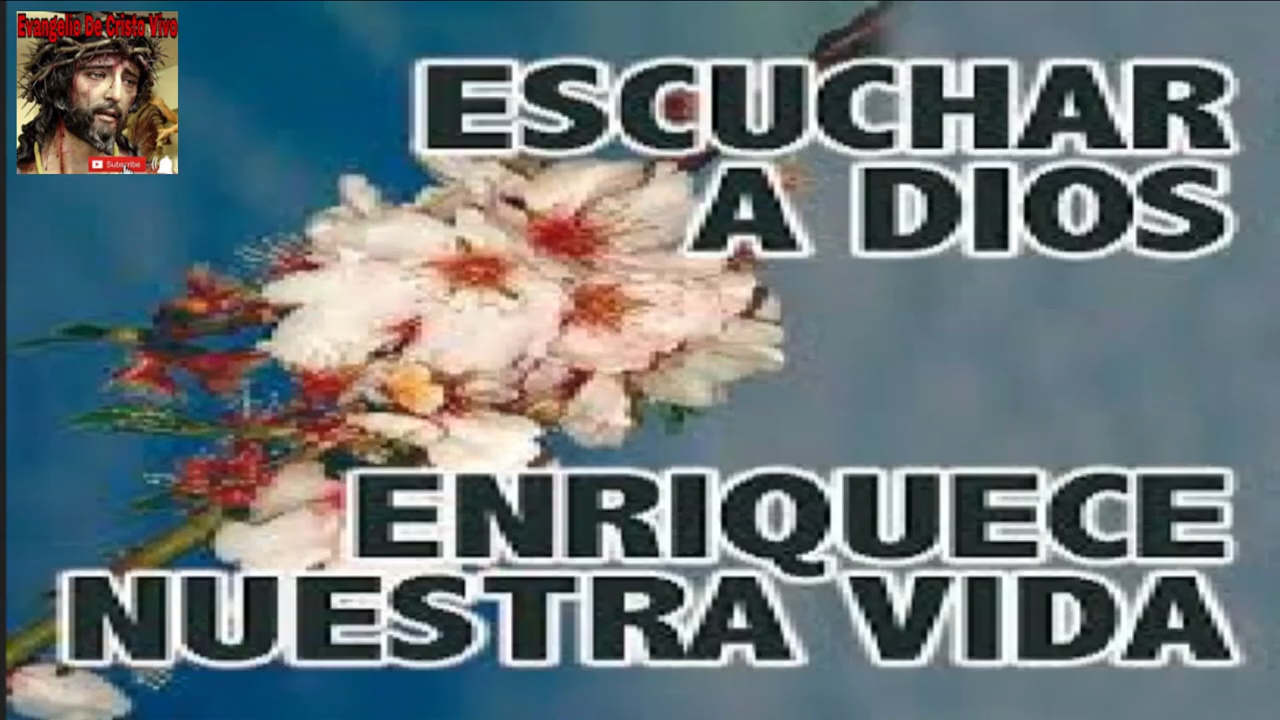 Evangelio De Cristo Vivo
Subscribe
ESCUCHAR
A DIOS
ENRIQUECE
NUESTRA VIDA